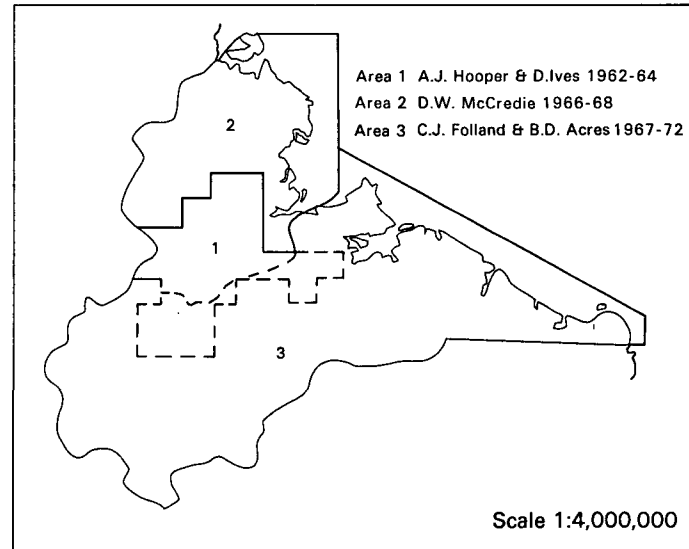 Area 1 A.J. Hooper & D.Ives 1962-64
Area 2 D.W. McCredie 1966-68
Area 3 C.J. Folland & B.D. Acres 1967-72
2
1
3
Scale 1:4,000,000